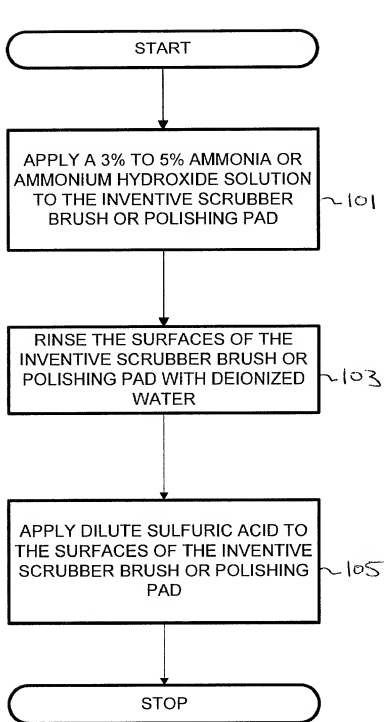 START
APPLY A 3% TO 5% AMMONIA OR
AMMONIUM HYDROXIDE SOLUTION
TO THE INVENTIVE SCRUBBER
BRUSH OR POLISHING PAD
101
RINSE THE SURFACES OF THE
INVENTIVE SCRUBBER BRUSH OR
POLISHING PAD WITH DEIONIZED
WATER
103
APPLY DILUTE SULFURIC ACID TO
THE SURFACES OF THE INVENTIVE
SCRUBBER BRUSH OR POLISHING
PAD
105
STOP